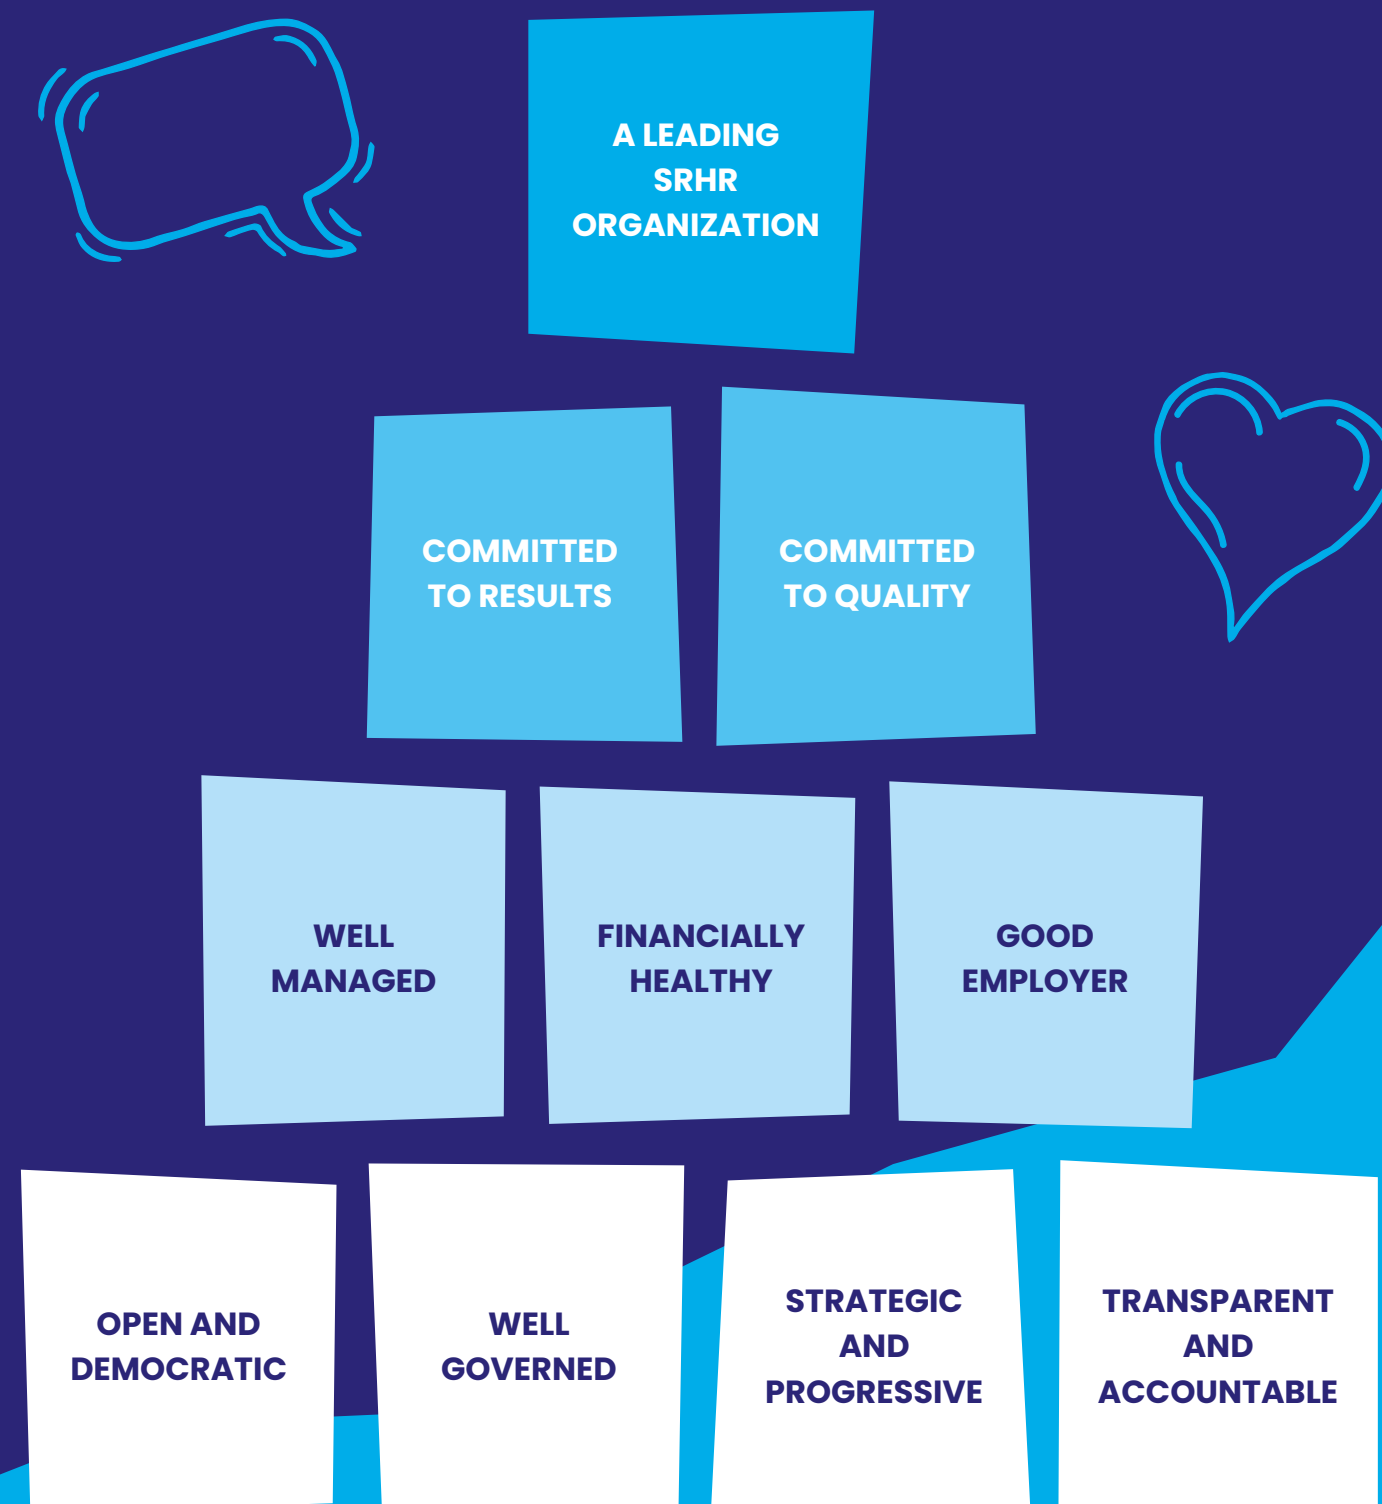 A LEADING
SRHR
ORGANIZATION
COMMITTED
TO RESULTS
COMMITTED
TO QUALITY
WELL
MANAGED
FINANCIALLY
HEALTHY
GOOD
EMPLOYER
OPEN AND
DEMOCRATIC
WELL
GOVERNED
STRATEGIC
AND
PROGRESSIVE
TRANSPARENT
AND
ACCOUNTABLE